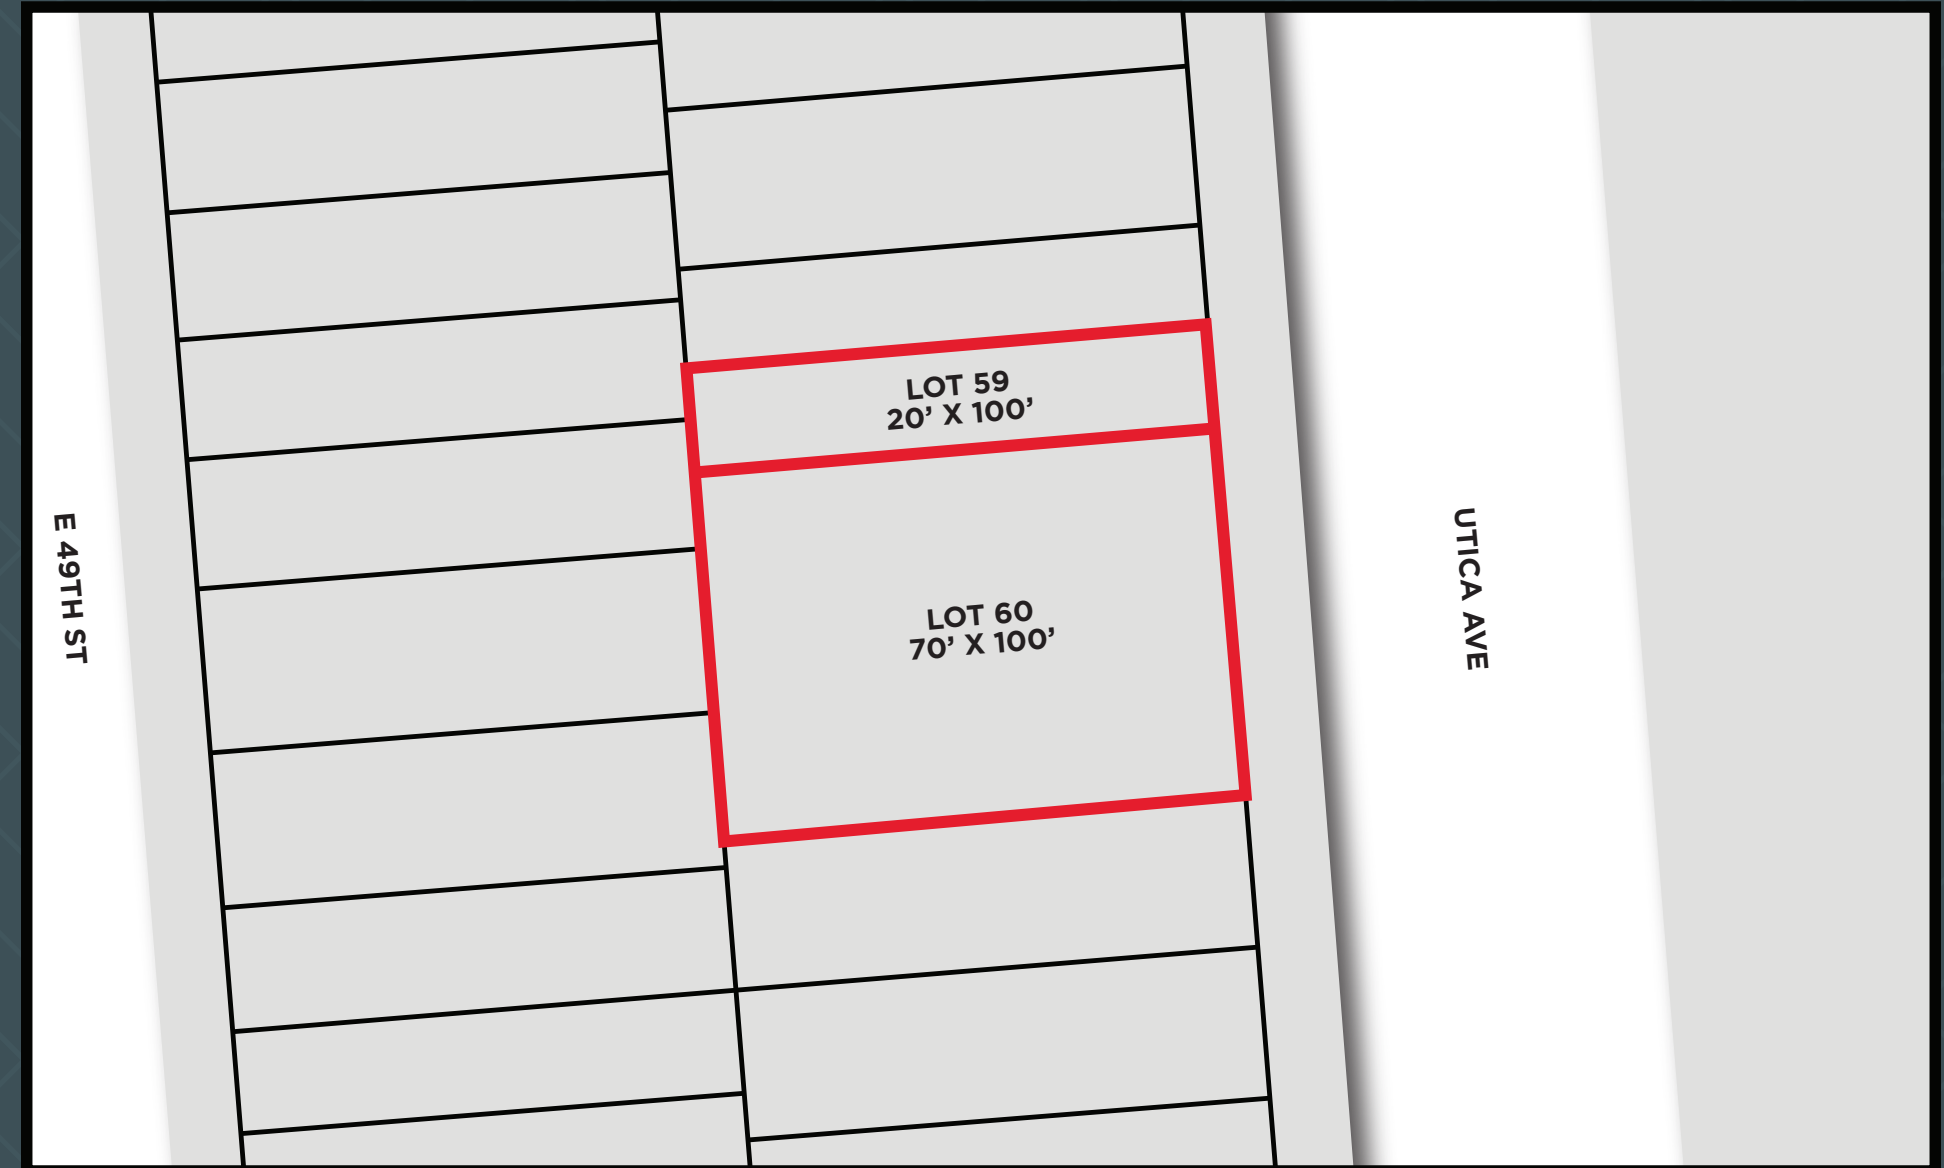 LOT 59
20’ X 100’
E 49TH ST
UTICA AVE
LOT 60
70’ X 100’